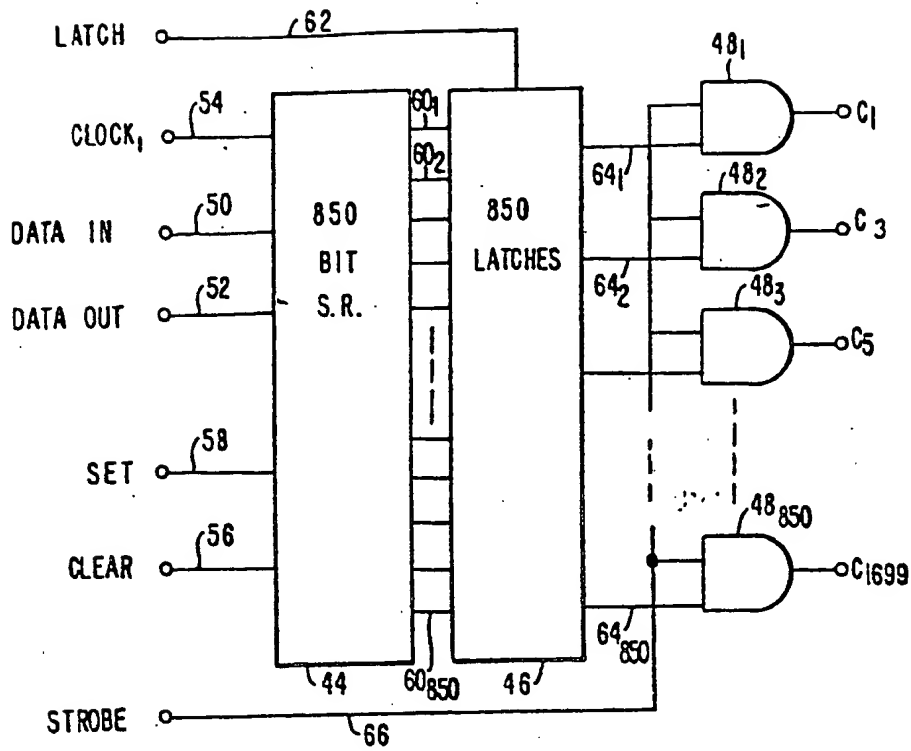 LATCH 62
48₁
C₁
CLOCK₁ 54
60₁
60₂
64₁
DATA IN 50
850 BIT S.R.
850 LATCHES
48₂
C₃
64₂
DATA OUT 52
48₃
C₅
SET 58
CLEAR 56
48₈₅₀
C₁₆₉₉
64₈₅₀
44
60₈₅₀
46
STROBE
66